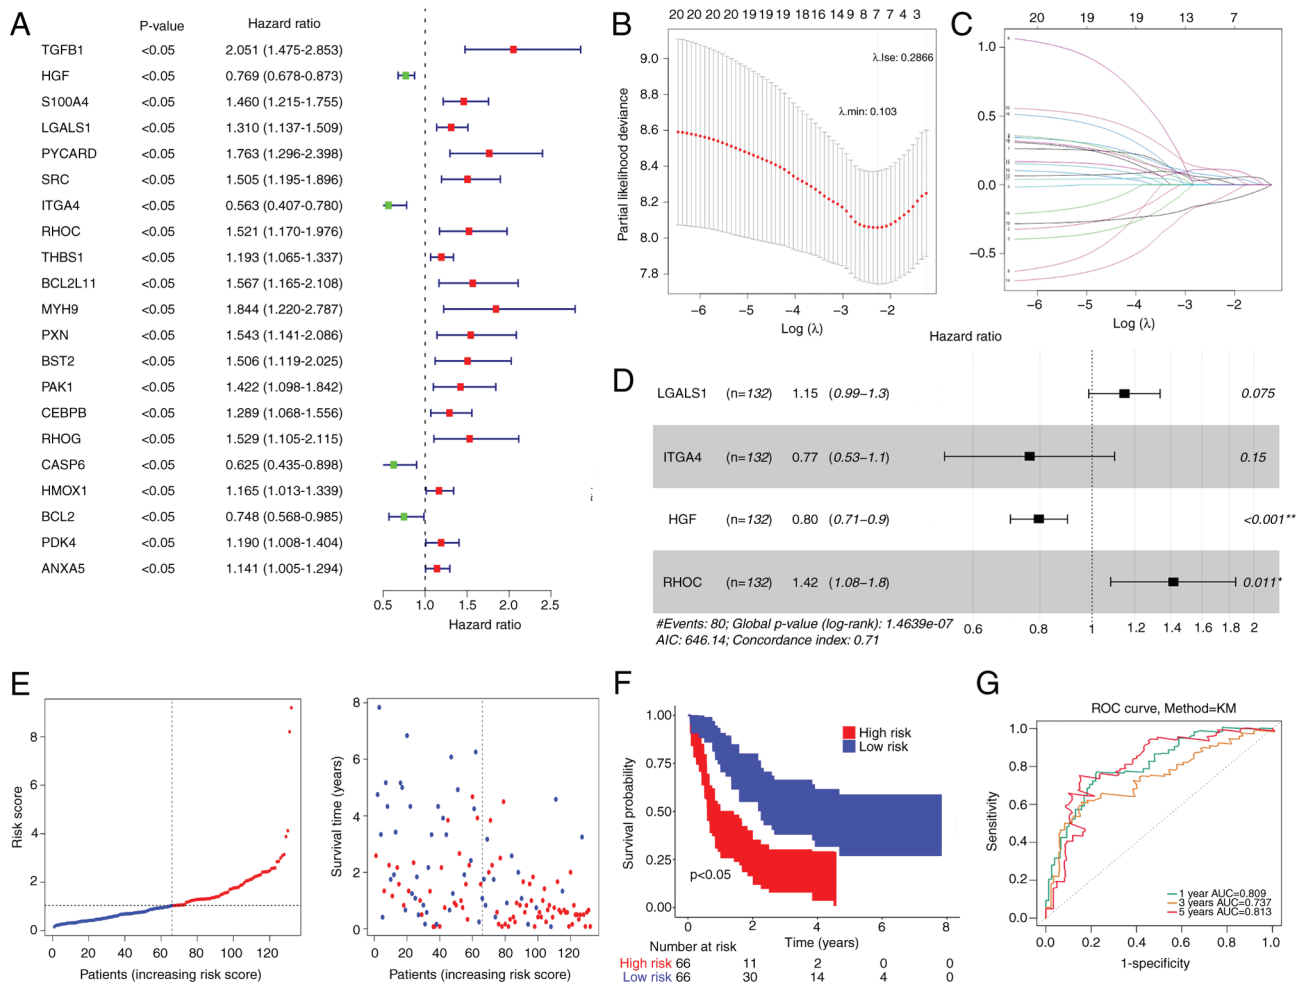 A
P-value Hazard ratio
TGFB1 <0.05 2.051 (1.475-2.853)
HGF <0.05 0.769 (0.678-0.873)
S100A4 <0.05 1.460 (1.215-1.755)
LGALS1 <0.05 1.310 (1.137-1.509)
PYCARD <0.05 1.763 (1.296-2.398)
SRC <0.05 1.505 (1.195-1.896)
ITGA4 <0.05 0.563 (0.407-0.780)
RHOC <0.05 1.521 (1.170-1.976)
THBS1 <0.05 1.193 (1.065-1.337)
BCL2L11 <0.05 1.567 (1.165-2.108)
MYH9 <0.05 1.844 (1.220-2.787)
PXN <0.05 1.543 (1.141-2.086)
BST2 <0.05 1.506 (1.119-2.025)
PAK1 <0.05 1.422 (1.098-1.842)
CEBPB <0.05 1.289 (1.068-1.556)
RHOG <0.05 1.529 (1.105-2.115)
CASP6 <0.05 0.625 (0.435-0.898)
HMOX1 <0.05 1.165 (1.013-1.339)
BCL2 <0.05 0.748 (0.568-0.985)
PDK4 <0.05 1.190 (1.008-1.404)
ANXA5 <0.05 1.141 (1.005-1.294)
0.5 1.0 1.5 2.0 2.5
Hazard ratio
B
20 20 20 20 19 19 19 18 16 14 9 8 7 7 4 3
λ.lse: 0.2866
λ.min: 0.103
Partial likelihood deviance
9.0
8.8
8.6
8.4
8.2
8.0
7.8
−6 −5 −4 −3 −2 −1
Log (λ)
C
20 19 19 13 7
1.0
0.5
0.0
−0.5
−6 −5 −4 −3 −2
Log (λ)
D
Hazard ratio
LGALS1 (n=132) 1.15 (0.99−1.3) 0.075
ITGA4 (n=132) 0.77 (0.53−1.1) 0.15
HGF (n=132) 0.80 (0.71−0.9) <0.001**
RHOC (n=132) 1.42 (1.08−1.8) 0.011*
#Events: 80; Global p-value (log-rank): 1.4639e-07
AIC: 646.14; Concordance index: 0.71
0.6 0.8 1 1.2 1.4 1.6 1.8 2
E
Risk score
8
6
4
2
0
0 20 40 60 80 100 120
Patients (increasing risk score)
Survival time (years)
8
6
4
2
0
0 20 40 60 80 100 120
Patients (increasing risk score)
F
Survival probability
1.00
0.75
0.50
0.25
0.00
High risk
Low risk
p<0.05
0 2 4 6 8
Time (years)
Number at risk
High risk 66 11 2 0 0
Low risk 66 30 14 4 0
G
ROC curve, Method=KM
Sensitivity
1.0
0.8
0.6
0.4
0.2
0.0
1 year AUC=0.809
3 years AUC=0.737
5 years AUC=0.813
0.0 0.2 0.4 0.6 0.8 1.0
1-specificity